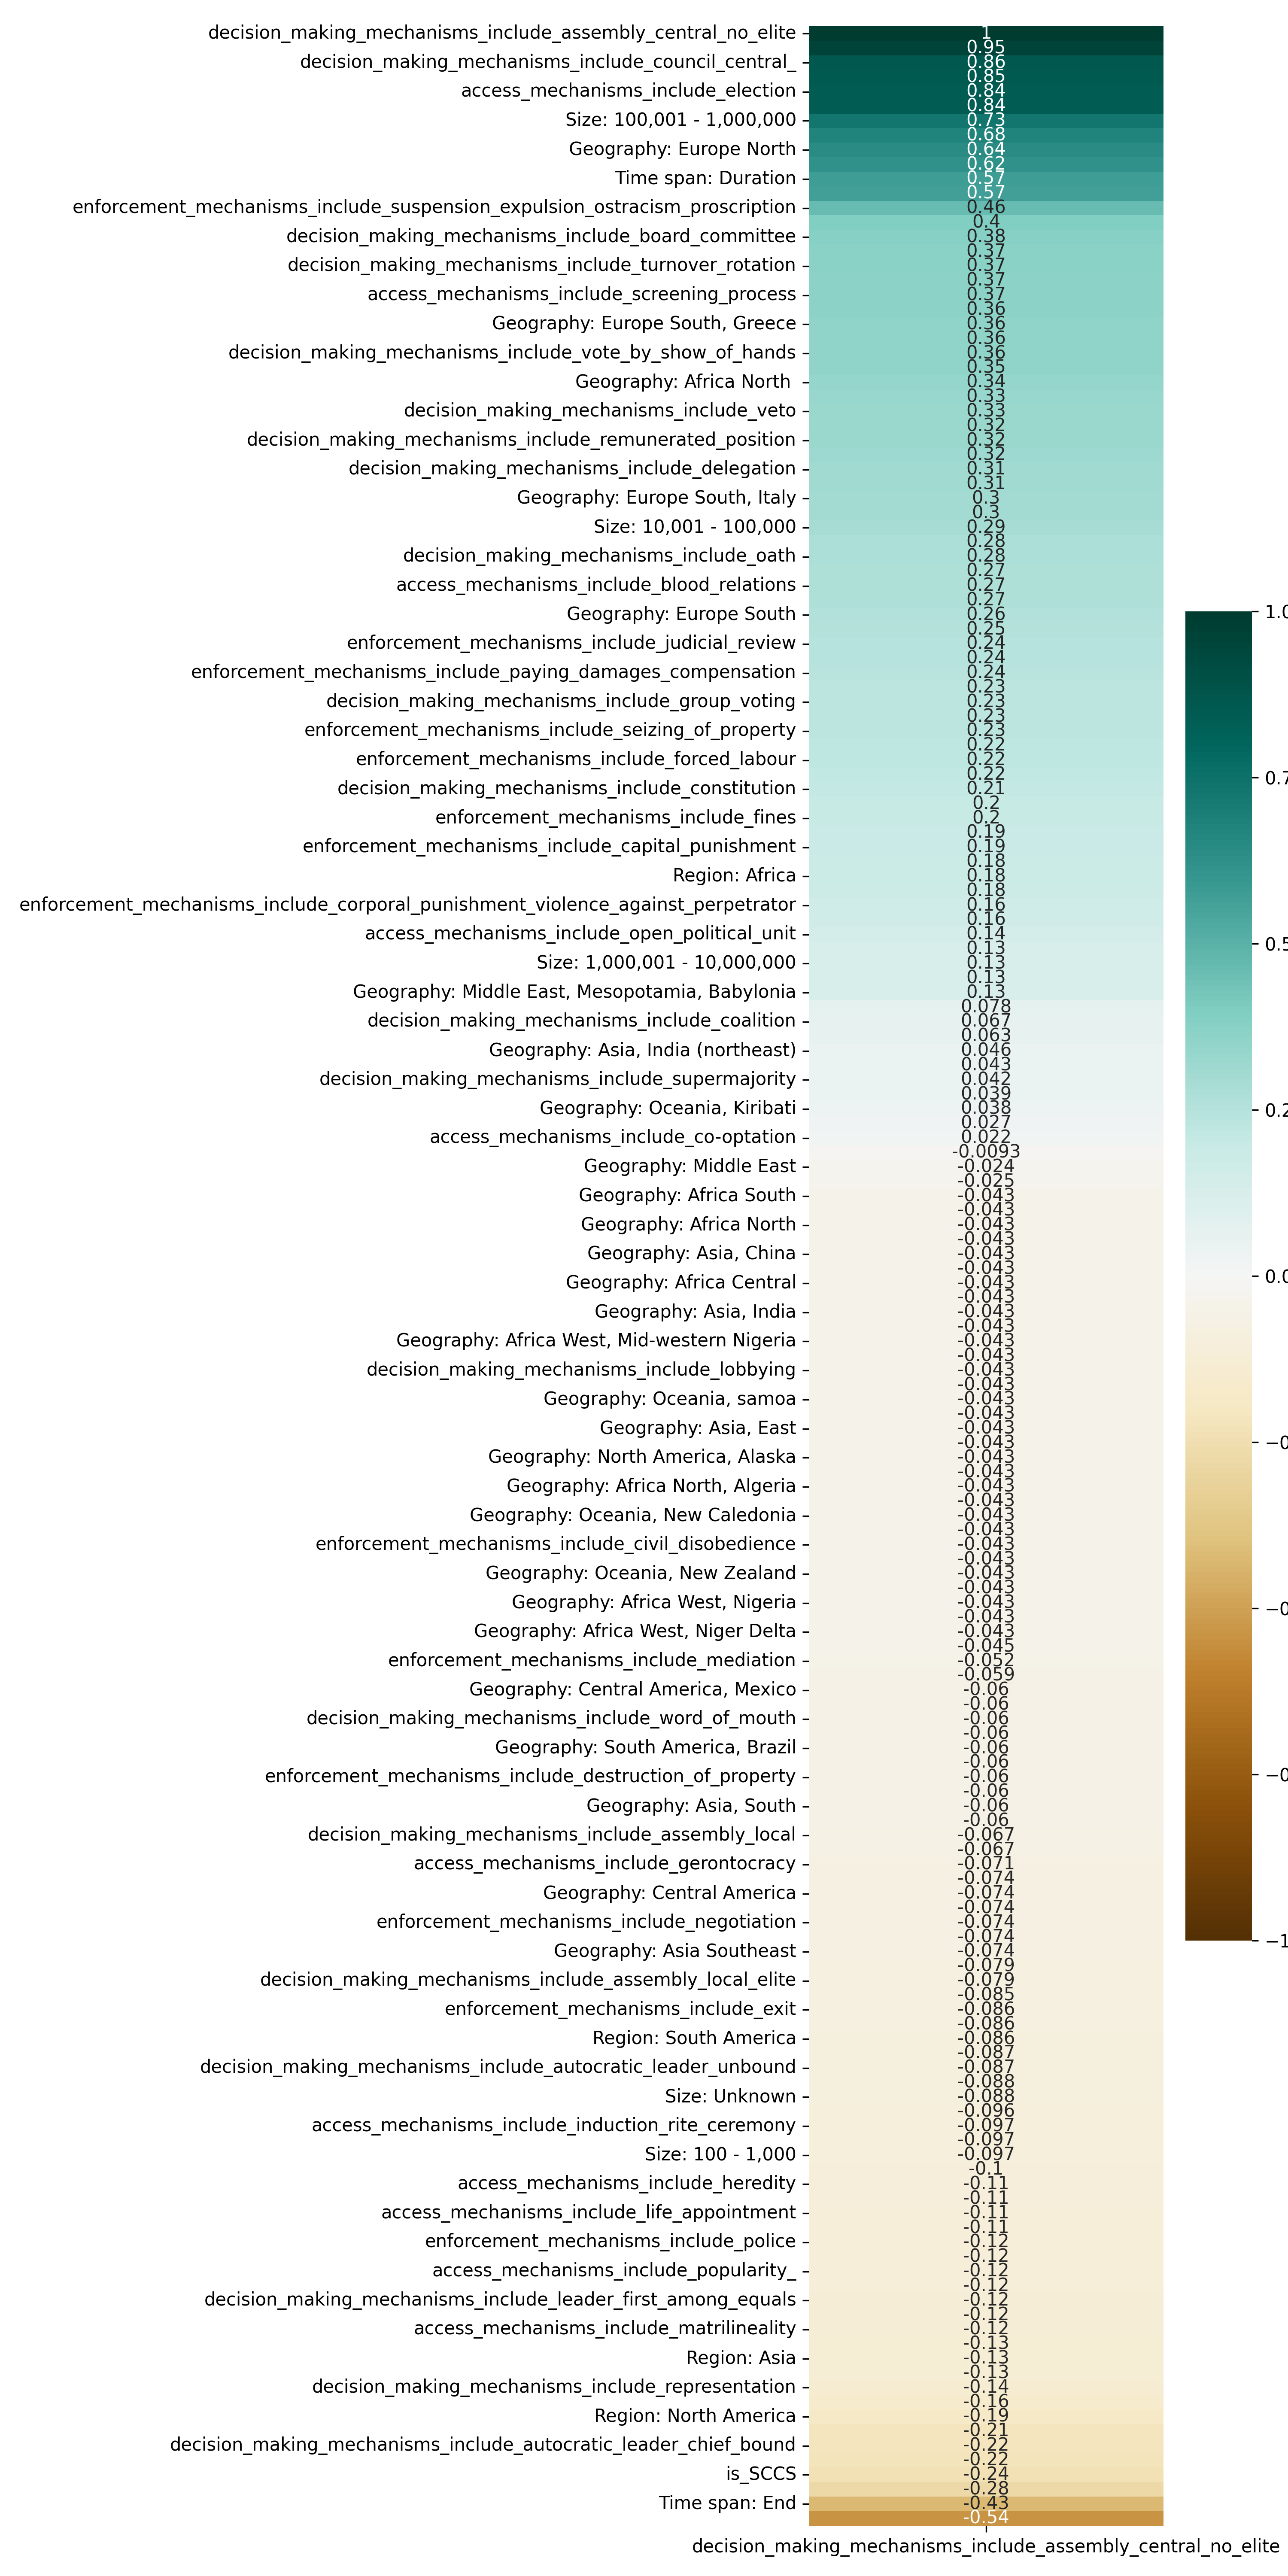 decision_making_mechanisms_include_assembly_central_no_elite 1
0.95
decision_making_mechanisms_include_council_central_ 0.86
0.85
access_mechanisms_include_election 0.84
0.84
Size: 100,001 - 1,000,000 0.73
0.68
Geography: Europe North 0.64
0.62
Time span: Duration 0.57
0.57
enforcement_mechanisms_include_suspension_expulsion_ostracism_proscription 0.46
0.4
decision_making_mechanisms_include_board_committee 0.38
0.37
decision_making_mechanisms_include_turnover_rotation 0.37
0.37
access_mechanisms_include_screening_process 0.37
0.36
Geography: Europe South, Greece 0.36
0.36
decision_making_mechanisms_include_vote_by_show_of_hands 0.36
0.35
Geography: Africa North 0.34
0.33
decision_making_mechanisms_include_veto 0.33
0.32
decision_making_mechanisms_include_remunerated_position 0.32
0.32
decision_making_mechanisms_include_delegation 0.31
0.31
Geography: Europe South, Italy 0.3
0.3
Size: 10,001 - 100,000 0.29
0.28
decision_making_mechanisms_include_oath 0.28
0.27
access_mechanisms_include_blood_relations 0.27
0.27
Geography: Europe South 0.26
0.25
enforcement_mechanisms_include_judicial_review 0.24
0.24
enforcement_mechanisms_include_paying_damages_compensation 0.24
0.23
decision_making_mechanisms_include_group_voting 0.23
0.23
enforcement_mechanisms_include_seizing_of_property 0.23
0.22
enforcement_mechanisms_include_forced_labour 0.22
0.22
decision_making_mechanisms_include_constitution 0.21
0.2
enforcement_mechanisms_include_fines 0.2
0.19
enforcement_mechanisms_include_capital_punishment 0.19
0.18
Region: Africa 0.18
0.18
enforcement_mechanisms_include_corporal_punishment_violence_against_perpetrator 0.16
0.16
access_mechanisms_include_open_political_unit 0.14
0.13
Size: 1,000,001 - 10,000,000 0.13
0.13
Geography: Middle East, Mesopotamia, Babylonia 0.13
0.078
decision_making_mechanisms_include_coalition 0.067
0.063
Geography: Asia, India (northeast) 0.046
0.043
decision_making_mechanisms_include_supermajority 0.042
0.039
Geography: Oceania, Kiribati 0.038
0.027
access_mechanisms_include_co-optation 0.022
-0.0093
Geography: Middle East -0.024
-0.025
Geography: Africa South -0.043
-0.043
Geography: Africa North -0.043
-0.043
Geography: Asia, China -0.043
-0.043
Geography: Africa Central -0.043
-0.043
Geography: Asia, India -0.043
-0.043
Geography: Africa West, Mid-western Nigeria -0.043
-0.043
decision_making_mechanisms_include_lobbying -0.043
-0.043
Geography: Oceania, samoa -0.043
-0.043
Geography: Asia, East -0.043
-0.043
Geography: North America, Alaska -0.043
-0.043
Geography: Africa North, Algeria -0.043
-0.043
Geography: Oceania, New Caledonia -0.043
-0.043
enforcement_mechanisms_include_civil_disobedience -0.043
-0.043
Geography: Oceania, New Zealand -0.043
-0.043
Geography: Africa West, Nigeria -0.043
-0.043
Geography: Africa West, Niger Delta -0.043
-0.045
enforcement_mechanisms_include_mediation -0.052
-0.059
Geography: Central America, Mexico -0.06
-0.06
decision_making_mechanisms_include_word_of_mouth -0.06
-0.06
Geography: South America, Brazil -0.06
-0.06
enforcement_mechanisms_include_destruction_of_property -0.06
-0.06
Geography: Asia, South -0.06
-0.06
decision_making_mechanisms_include_assembly_local -0.067
-0.067
access_mechanisms_include_gerontocracy -0.071
-0.074
Geography: Central America -0.074
-0.074
enforcement_mechanisms_include_negotiation -0.074
-0.074
Geography: Asia Southeast -0.074
-0.079
decision_making_mechanisms_include_assembly_local_elite -0.079
-0.085
enforcement_mechanisms_include_exit -0.086
-0.086
Region: South America -0.086
-0.087
decision_making_mechanisms_include_autocratic_leader_unbound -0.087
-0.088
Size: Unknown -0.088
-0.096
access_mechanisms_include_induction_rite_ceremony -0.097
-0.097
Size: 100 - 1,000 -0.097
-0.1
access_mechanisms_include_heredity -0.11
-0.11
access_mechanisms_include_life_appointment -0.11
-0.11
enforcement_mechanisms_include_police -0.12
-0.12
access_mechanisms_include_popularity_ -0.12
-0.12
decision_making_mechanisms_include_leader_first_among_equals -0.12
-0.12
access_mechanisms_include_matrilineality -0.12
-0.13
Region: Asia -0.13
-0.13
decision_making_mechanisms_include_representation -0.14
-0.16
Region: North America -0.19
-0.21
decision_making_mechanisms_include_autocratic_leader_chief_bound -0.22
-0.22
is_SCCS -0.24
-0.28
Time span: End -0.43
-0.54
decision_making_mechanisms_include_assembly_central_no_elite
1.0
0.7
0.5
0.2
0.0
−0
−0
−0
−1